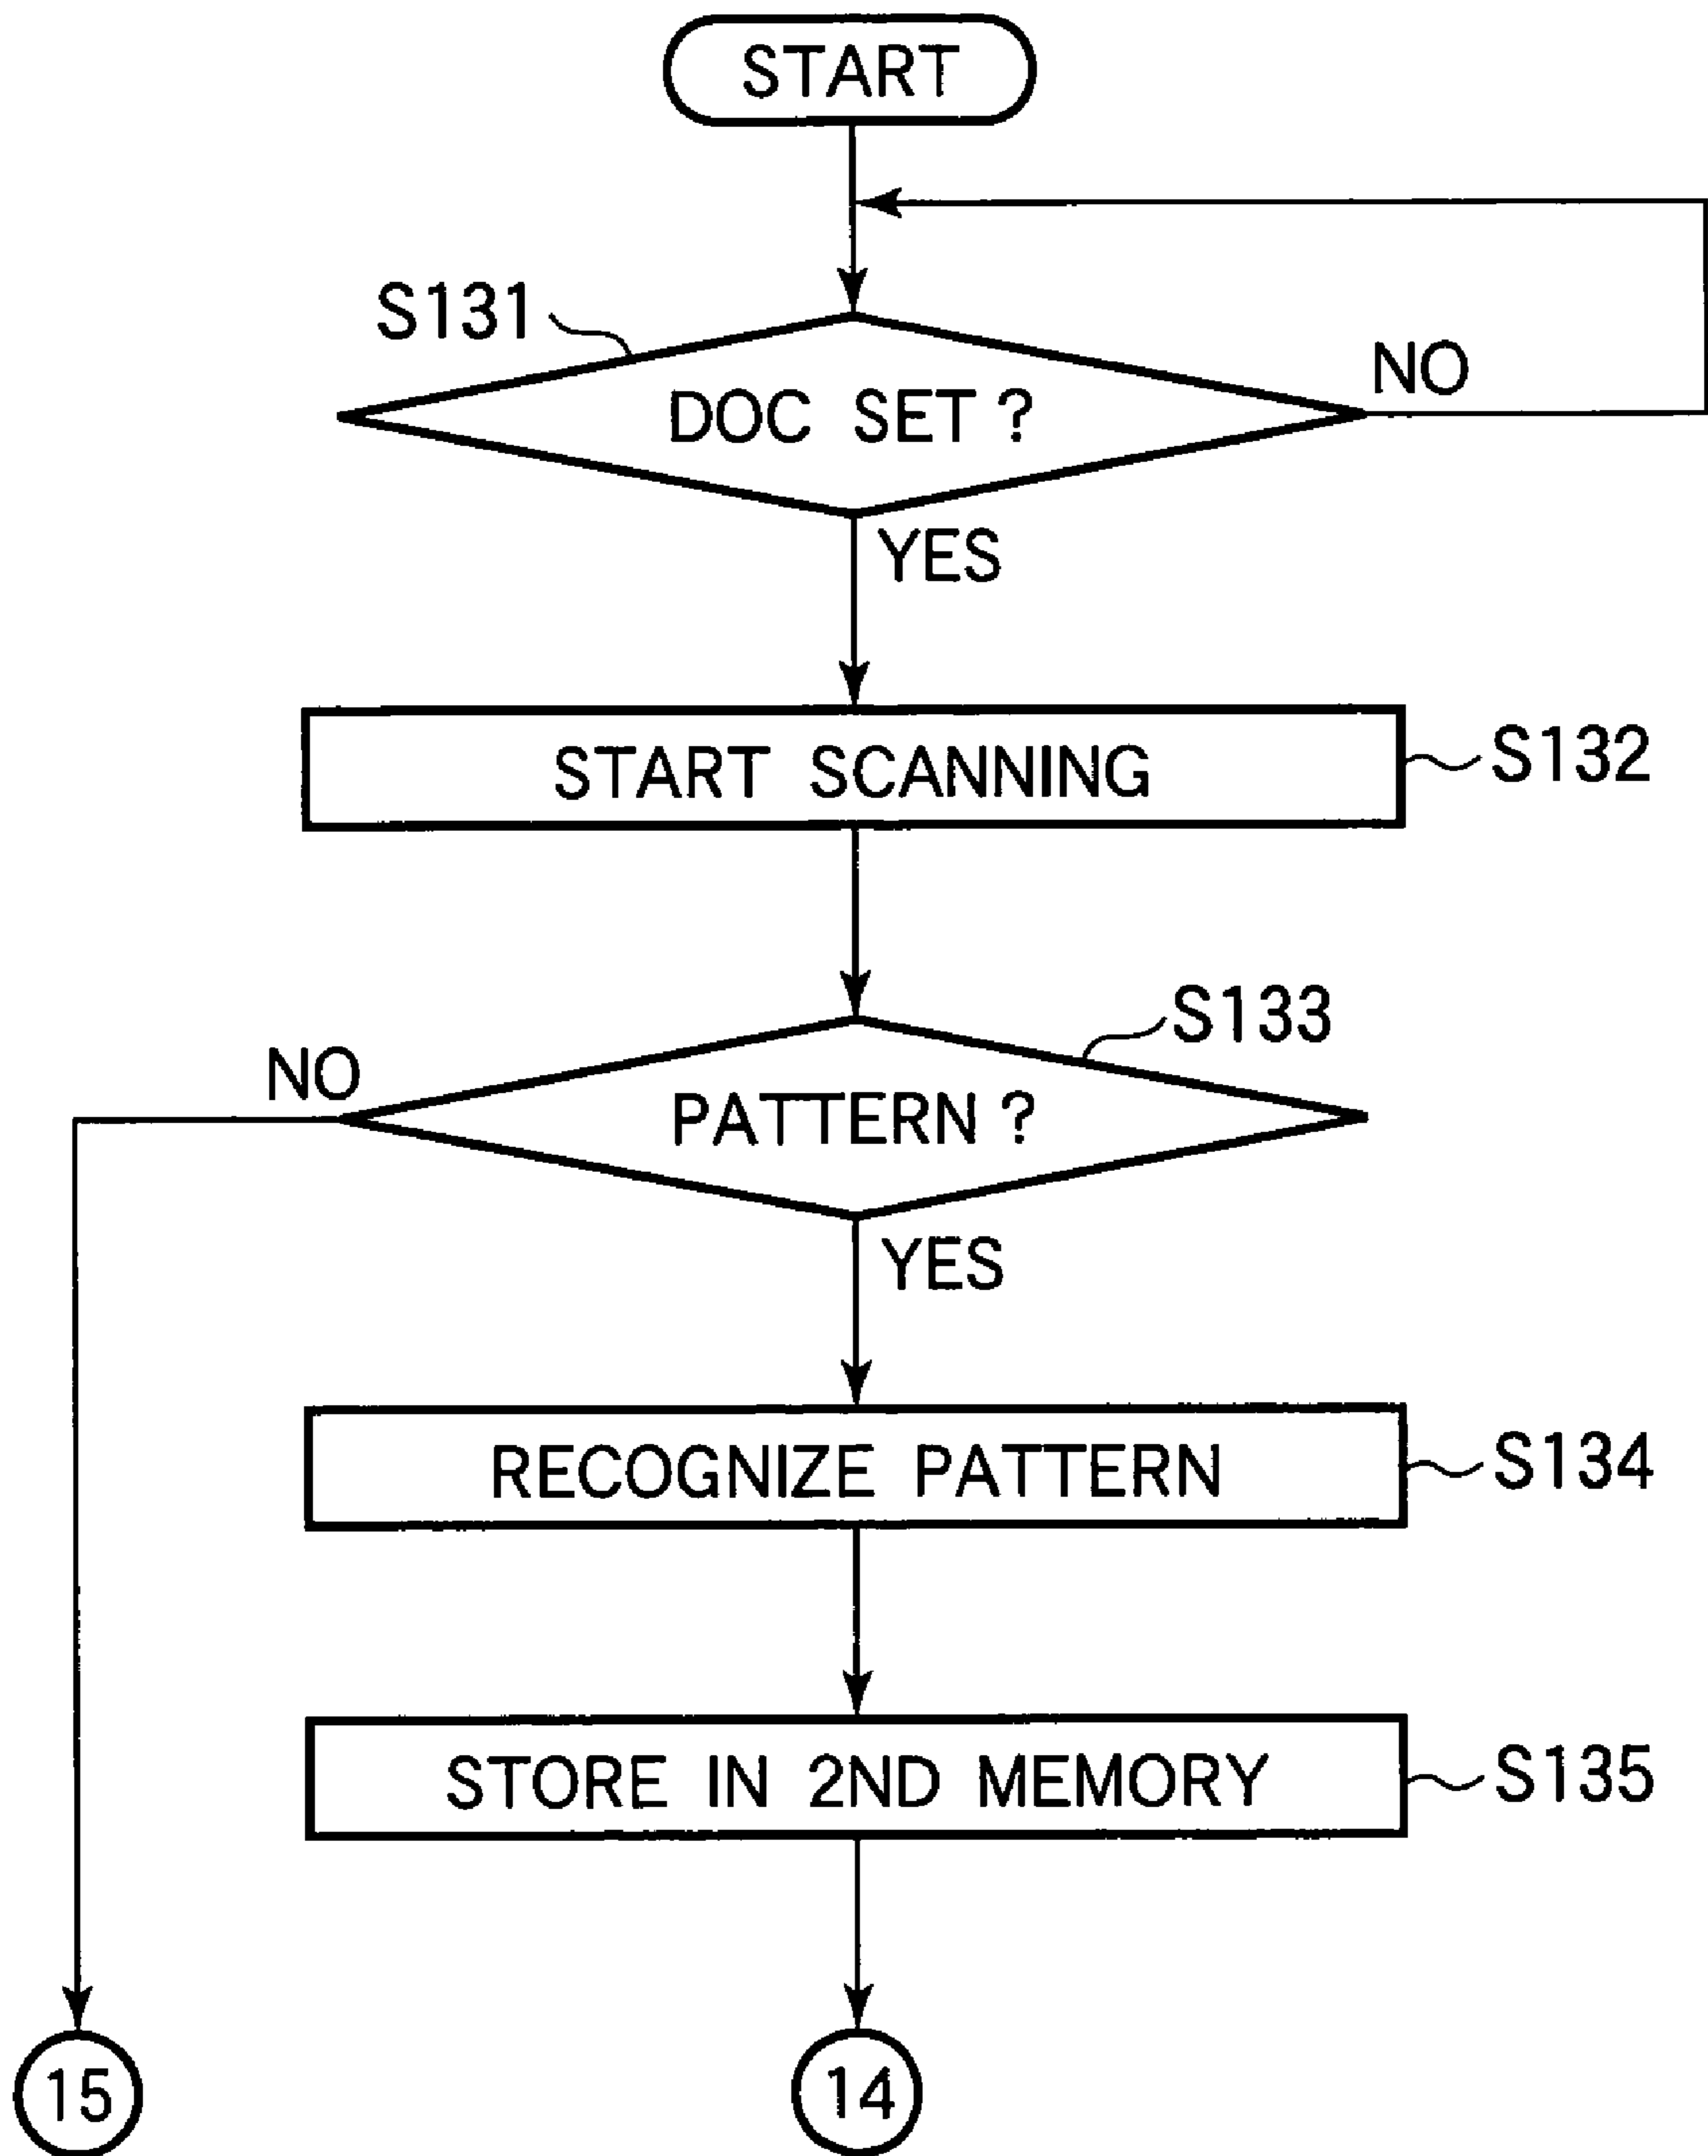 START
S131
DOC SET ?
NO
YES
START SCANNING
S132
S133
NO
PATTERN ?
YES
RECOGNIZE PATTERN
S134
STORE IN 2ND MEMORY
S135
15
14